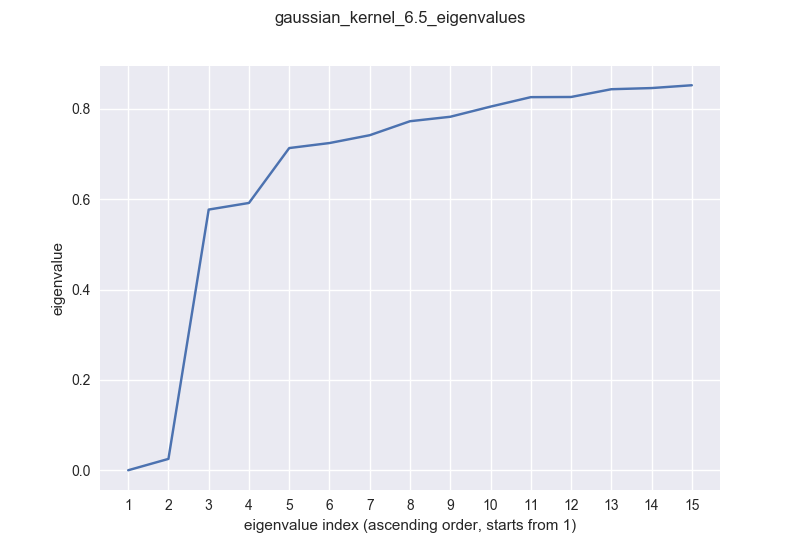 gaussian_kernel_6.5_eigenvalues
0.8
0.6
0.4
0.2
0.0
eigenvalue
1 2 3 4 5 6 7 8 9 10 11 12 13 14 15
eigenvalue index (ascending order, starts from 1)